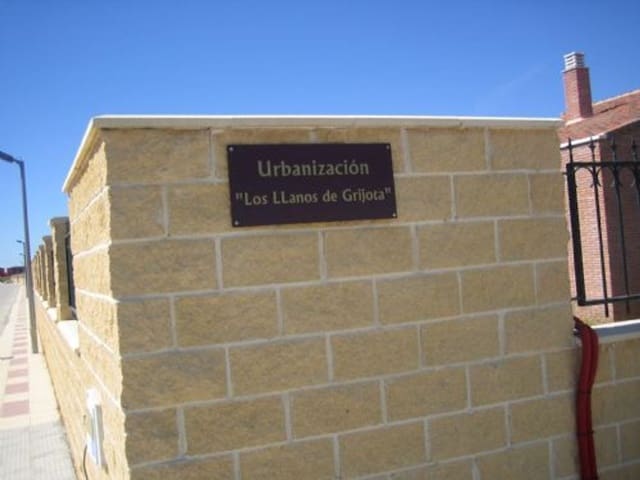 Urbanización
"Los LLanos de Grijota"